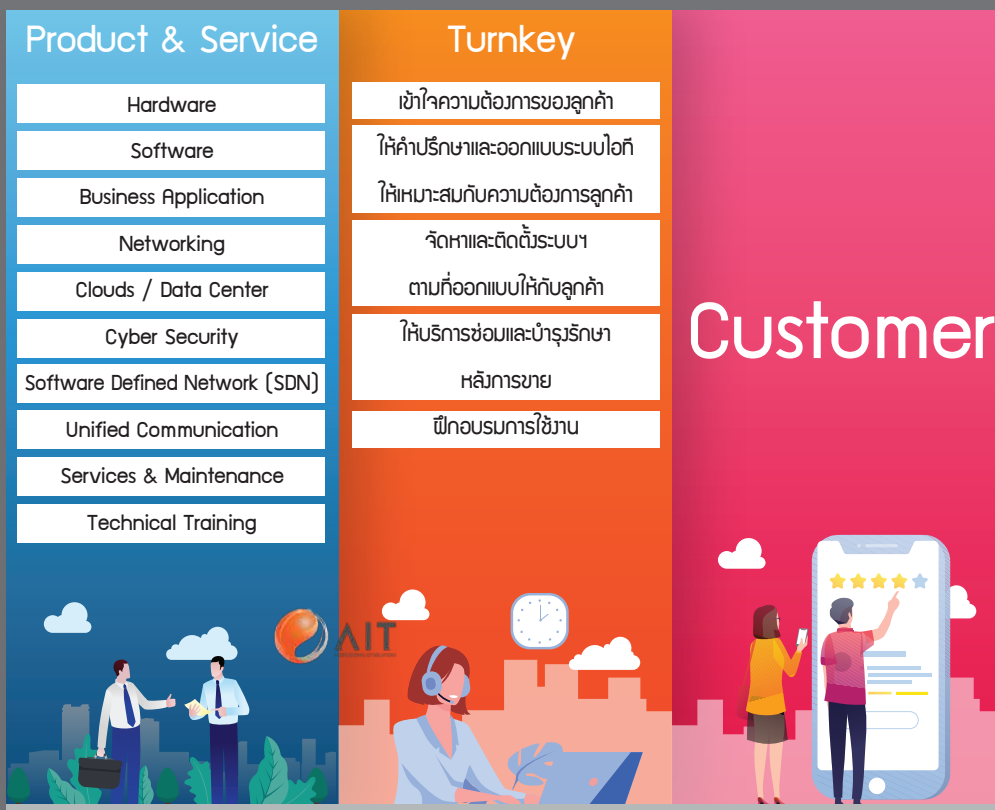 Product & Service
Hardware
Software
Business Application
Networking
Clouds / Data Center
Cyber Security
Software Defined Network (SDN)
Unified Communication
Services & Maintenance
Technical Training
Turnkey
เข้าใจความต้องการของลูกค้า
ให้คำปรึกษาและออกแบบระบบไอที
ให้เหมาะสมกับความต้องการลูกค้า
จัดหาและติดตั้งระบบฯ
ตามที่ออกแบบให้กับลูกค้า
ให้บริการซ่อมและบำรุงรักษา
หลังการขาย
ฝึกอบรมการใช้งาน
Customer
AIT